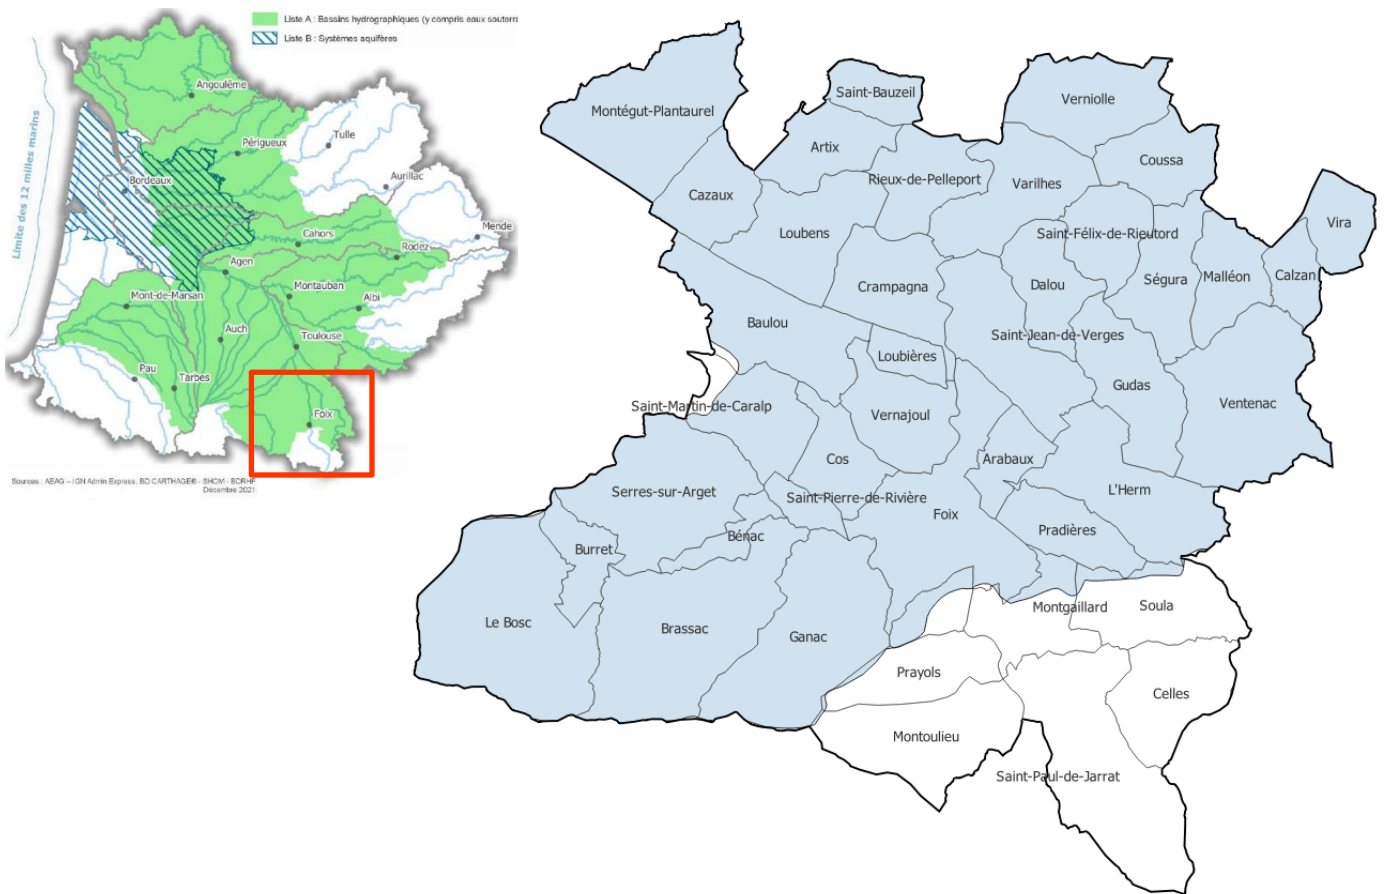 Liste A : Bassins hydrographiques (y compris eaux souterra
Liste B : Systèmes aquifères
Limite des 12 milles marins
Angoulême
Tulle
Périgueux
Aurillac
Bordeaux
Mende
Cahors
Rodez
Agen
Montauban
Mont-de-Marsan
Albi
Auch
Toulouse
Pau
Tarbes
Foix
Sources : AEAG – IGN Admin Express, BD CARTHAGE® - SHOM - BDRHF
Décembre 2021
Saint-Bauzeil
Verniolle
Montégut-Plantaurel
Artix
Coussa
Rieux-de-Pelleport
Varilhes
Cazaux
Vira
Loubens
Saint-Félix-de-Rieutord
Calzan
Malléon
Ségura
Crampagna
Dalou
Baulou
Saint-Jean-de-Verges
Loubières
Gudas
Ventenac
Saint-Martin-de-Caralp
Vernajoul
Cos
Arabaux
Serres-sur-Arget
L'Herm
Saint-Pierre-de-Rivière
Foix
Pradières
Bénac
Burret
Montgaillard
Soula
Le Bosc
Brassac
Ganac
Prayols
Celles
Montoulieu
Saint-Paul-de-Jarrat